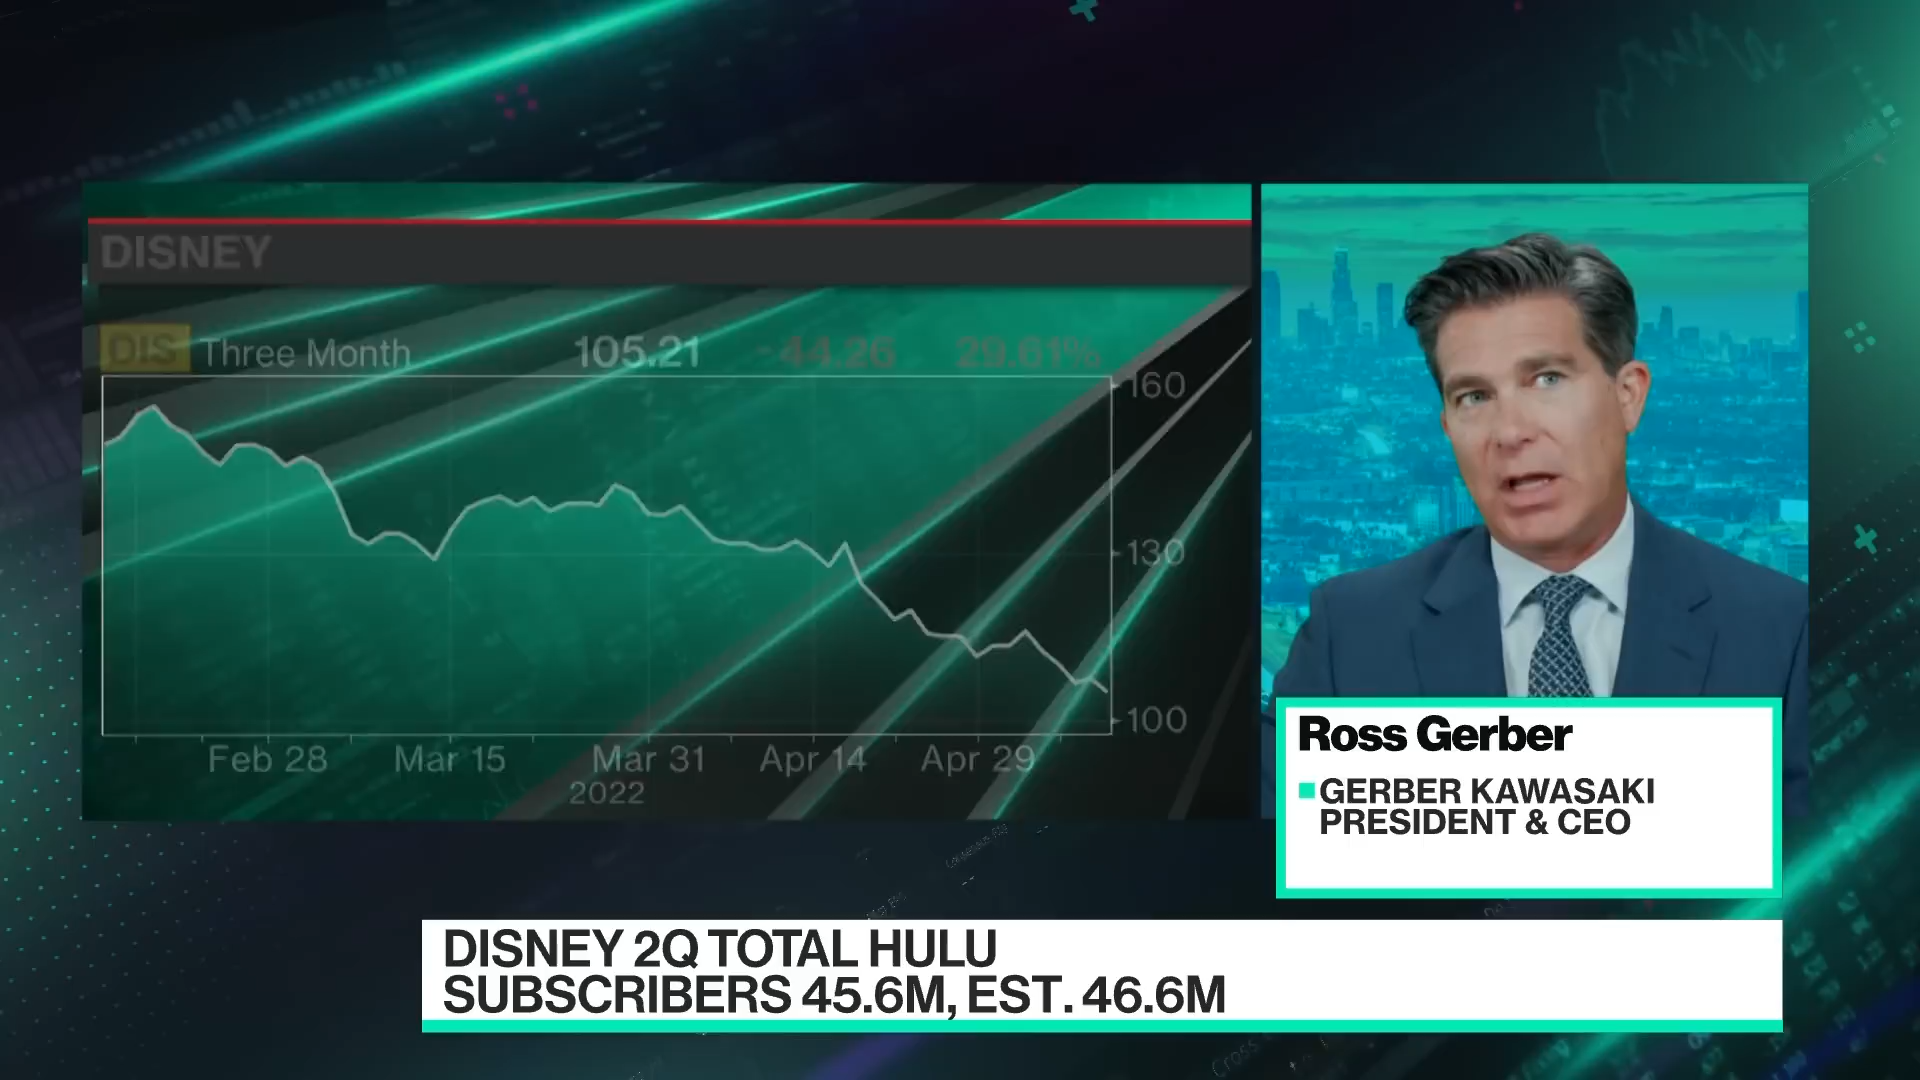 DISNEY
DIS Three Month 105.21 -44.26 29.61%
160
130
100
Feb 28 Mar 15 Mar 31 Apr 14 Apr 29
2022
Ross Gerber
GERBER KAWASAKI
PRESIDENT & CEO
DISNEY 2Q TOTAL HULU
SUBSCRIBERS 45.6M, EST. 46.6M